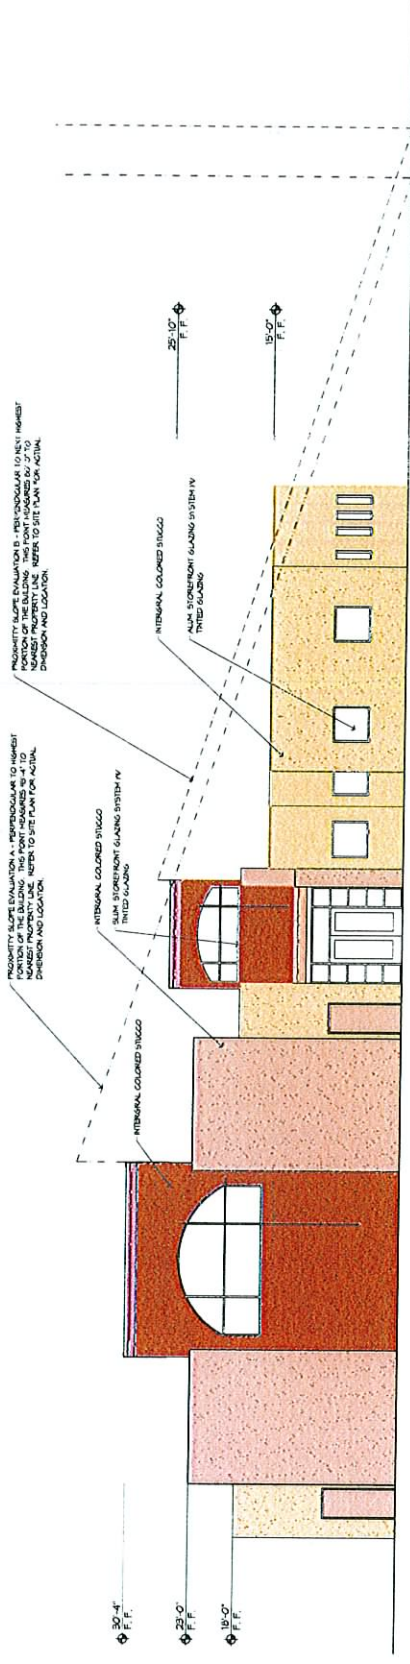 PROXIMITY SLOPE EVALUATION A - PERPENDICULAR TO HIGHEST
PORTION OF THE BUILDING. THIS POINT MEASURES
NEAREST PROPERTY LINE. REFER TO SITE PLAN FOR ACTUAL
DIMENSION AND LOCATION.
PROXIMITY SLOPE EVALUATION B - PERPENDICULAR TO NEXT HIGHEST
PORTION OF THE BUILDING. THIS POINT MEASURES TO
NEAREST PROPERTY LINE. REFER TO SITE PLAN FOR ACTUAL
DIMENSION AND LOCATION.
INTERGRAL COLORED STUCCO
INTERGRAL COLORED STUCCO
SLIM STOREFRONT GLAZING SYSTEM W/
TINTED GLAZING
INTERGRAL COLORED STUCCO
ALUM STOREFRONT GLAZING SYSTEM W/
TINTED GLAZING
30'-4"
F. F.
23'-0"
F. F.
18'-0"
F. F.
25'-10"
F. F.
15'-0"
F. F.